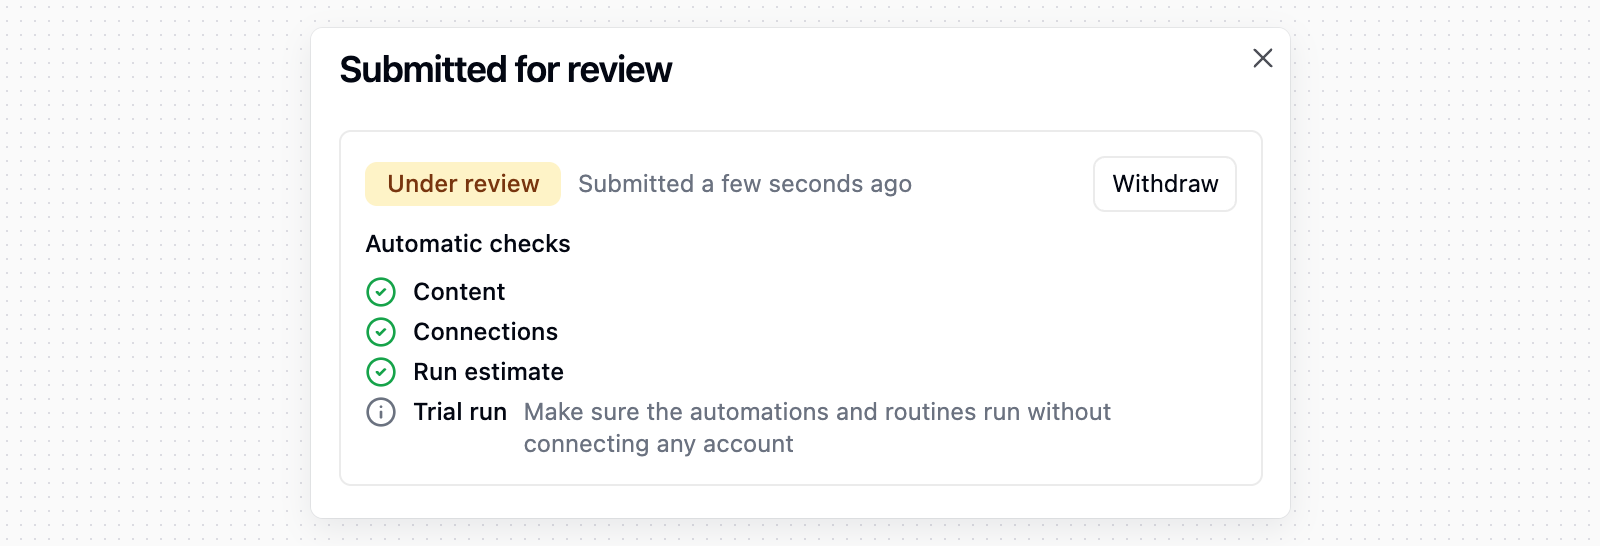 Submitted for review
Under review Submitted a few seconds ago Withdraw
Automatic checks
Content
Connections
Run estimate
Trial run Make sure the automations and routines run without
connecting any account